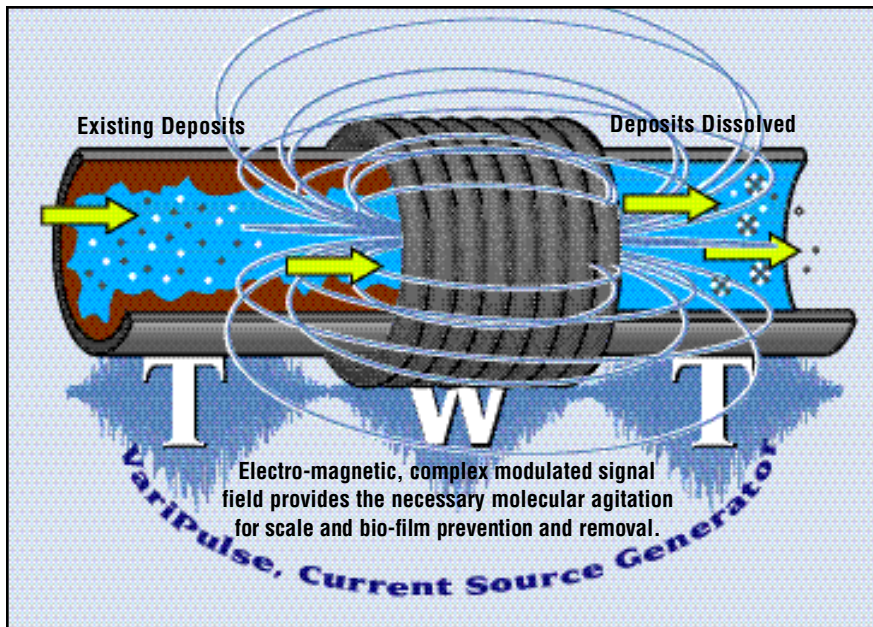 Existing Deposits
Deposits Dissolved
T W T
Electro-magnetic, complex modulated signal
field provides the necessary molecular agitation
for scale and bio-film prevention and removal.
VariPulse, Current Source Generator